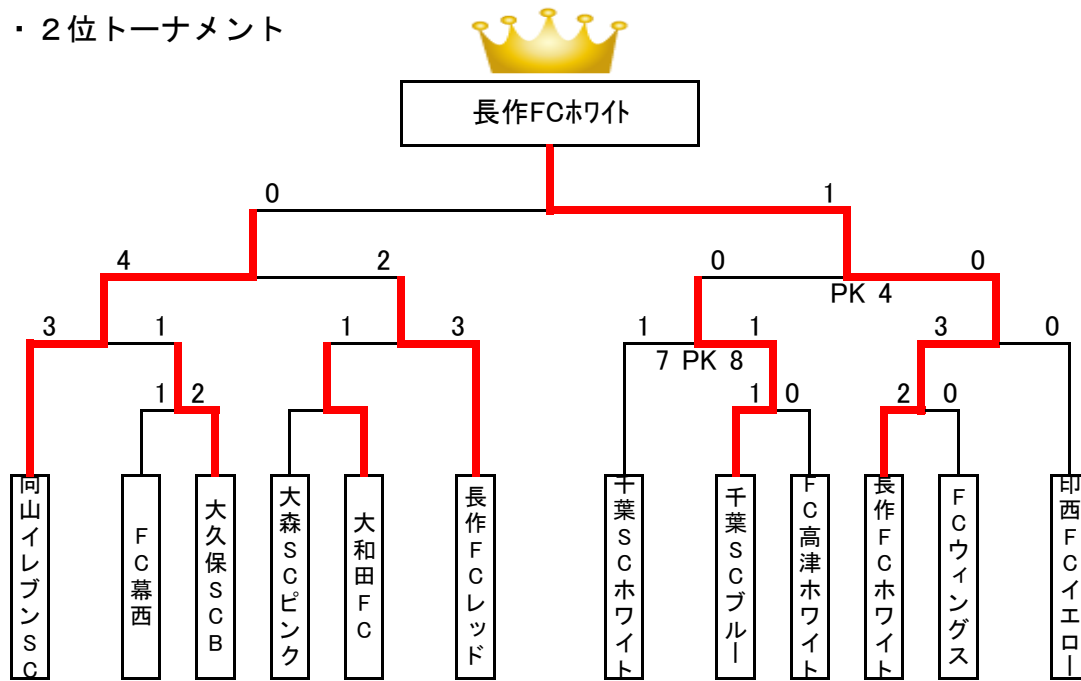 ・２位トーナメント
長作FCホワイト
0 1
4 2 0 0
PK 4
3 1 1 3 1 1 3 0
7 PK 8
1 2 1 0 2 0
向山イレブンSC
FC幕西
大久保SCB
大森SCピンク
大和田FC
長作FCレッド
千葉SCホワイト
千葉SCブルー
FC高津ホワイト
長作FCホワイト
FCウィングス
印西FCイエロー